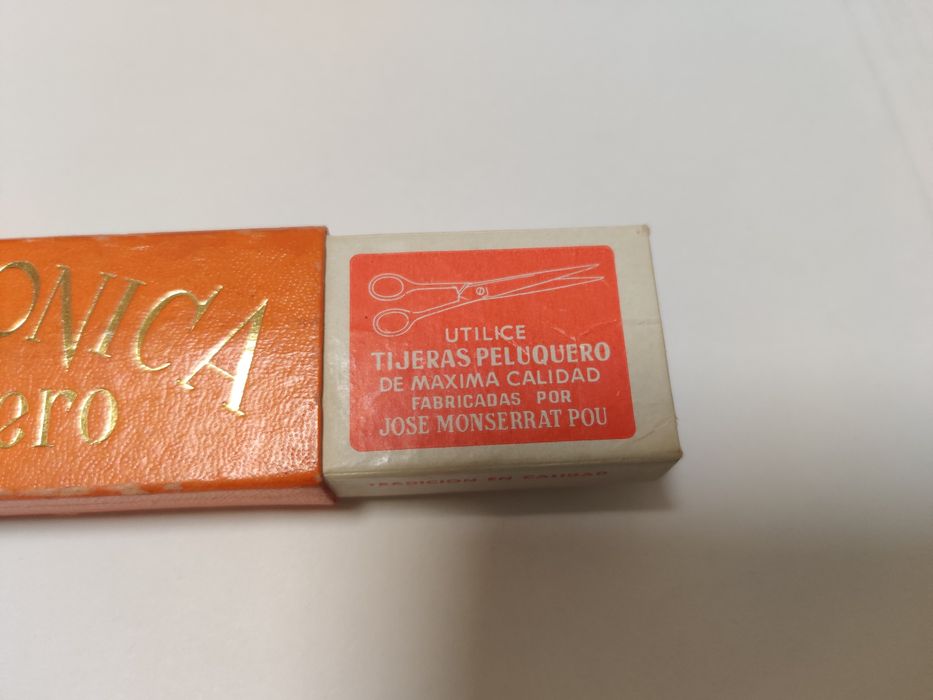 ONICA
ero
UTILICE
TIJERAS PELUQUERO
DE MAXIMA CALIDAD
FABRICADAS POR
JOSE MONSERRAT POU
TRADICION EN CALIDAD